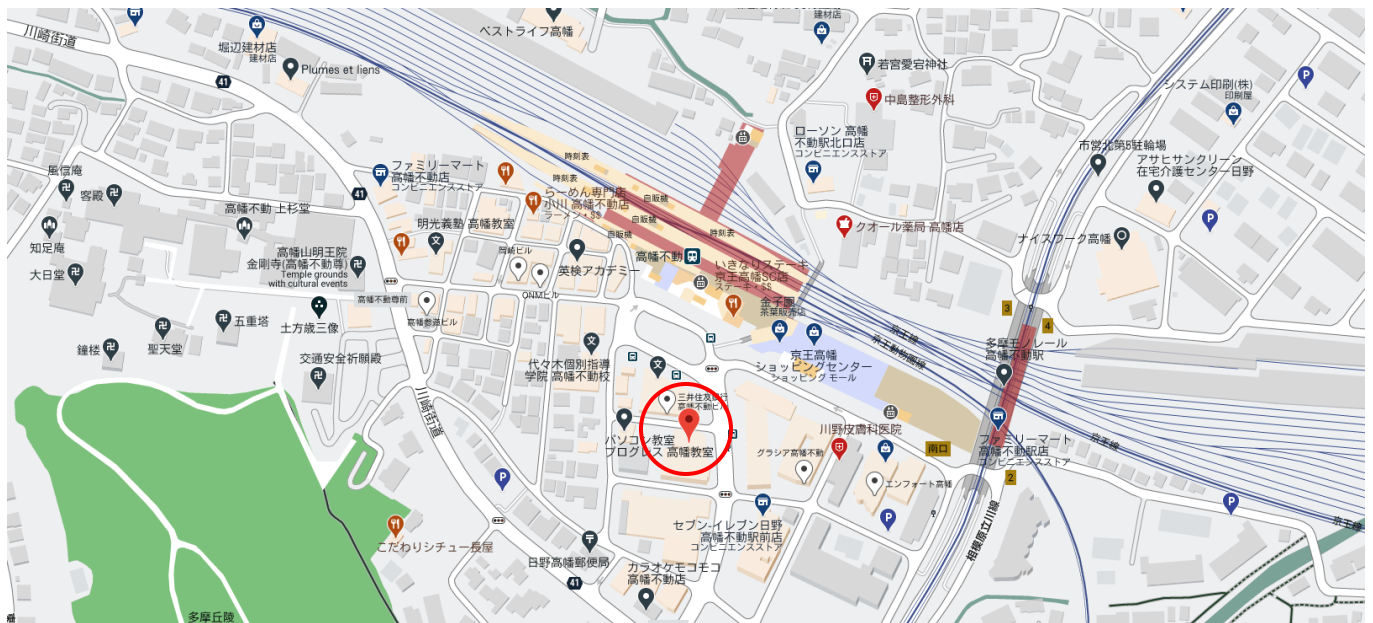 川崎街道
堀辺建材店
建材店
41
Plumes et liens
ベストライフ高幡
建材店
若宮愛宕神社
中島整形外科
システム印刷(株)
印刷屋
市営北第5駐輪場
アサヒサンクリーン
在宅介護センター日野
ローソン 高幡
不動駅北口店
コンビニエンスストア
時刻表
風信庵
客殿
41
ファミリーマート
高幡不動店
コンビニエンスストア
時刻表
らーめん専門店
小川 高幡不動店
ラーメン・$$
自販機
自販機
自販機
時刻表
高幡不動 上杉堂
明光義塾 高幡教室
クオール薬局 高幡店
ナイスワーク高幡
知足庵
大日堂
高幡山明王院
金剛寺(高幡不動尊)
Temple grounds
with cultural events
岡崎ビル
ONMビル
英検アカデミー
高幡不動
いきなりステーキ
京王高幡SC店
ステーキ・$$
金子園
茶葉販売店
高幡不動尊前
高幡参道ビル
土方歳三像
五重塔
聖天堂
鐘楼
交通安全祈願殿
代々木個別指導
学院 高幡不動校
京王高幡
ショッピングセンター
ショッピング モール
京王線
京王動物園線
3
4
多摩モノレール
高幡不動駅
川崎街道
三井住友銀行
高幡不動ビル
パソコン教室
プログレス 高幡教室
川野皮膚科医院
グラシア高幡不動
エンフォート高幡
南口
ファミリーマート
高幡不動駅店
コンビニエンスストア
2
京王線
京王線
相模原立川線
セブン-イレブン日野
高幡不動駅前店
コンビニエンスストア
こだわりシチュー長屋
日野高幡郵便局
41
カラオケモコモコ
高幡不動店
多摩丘陵